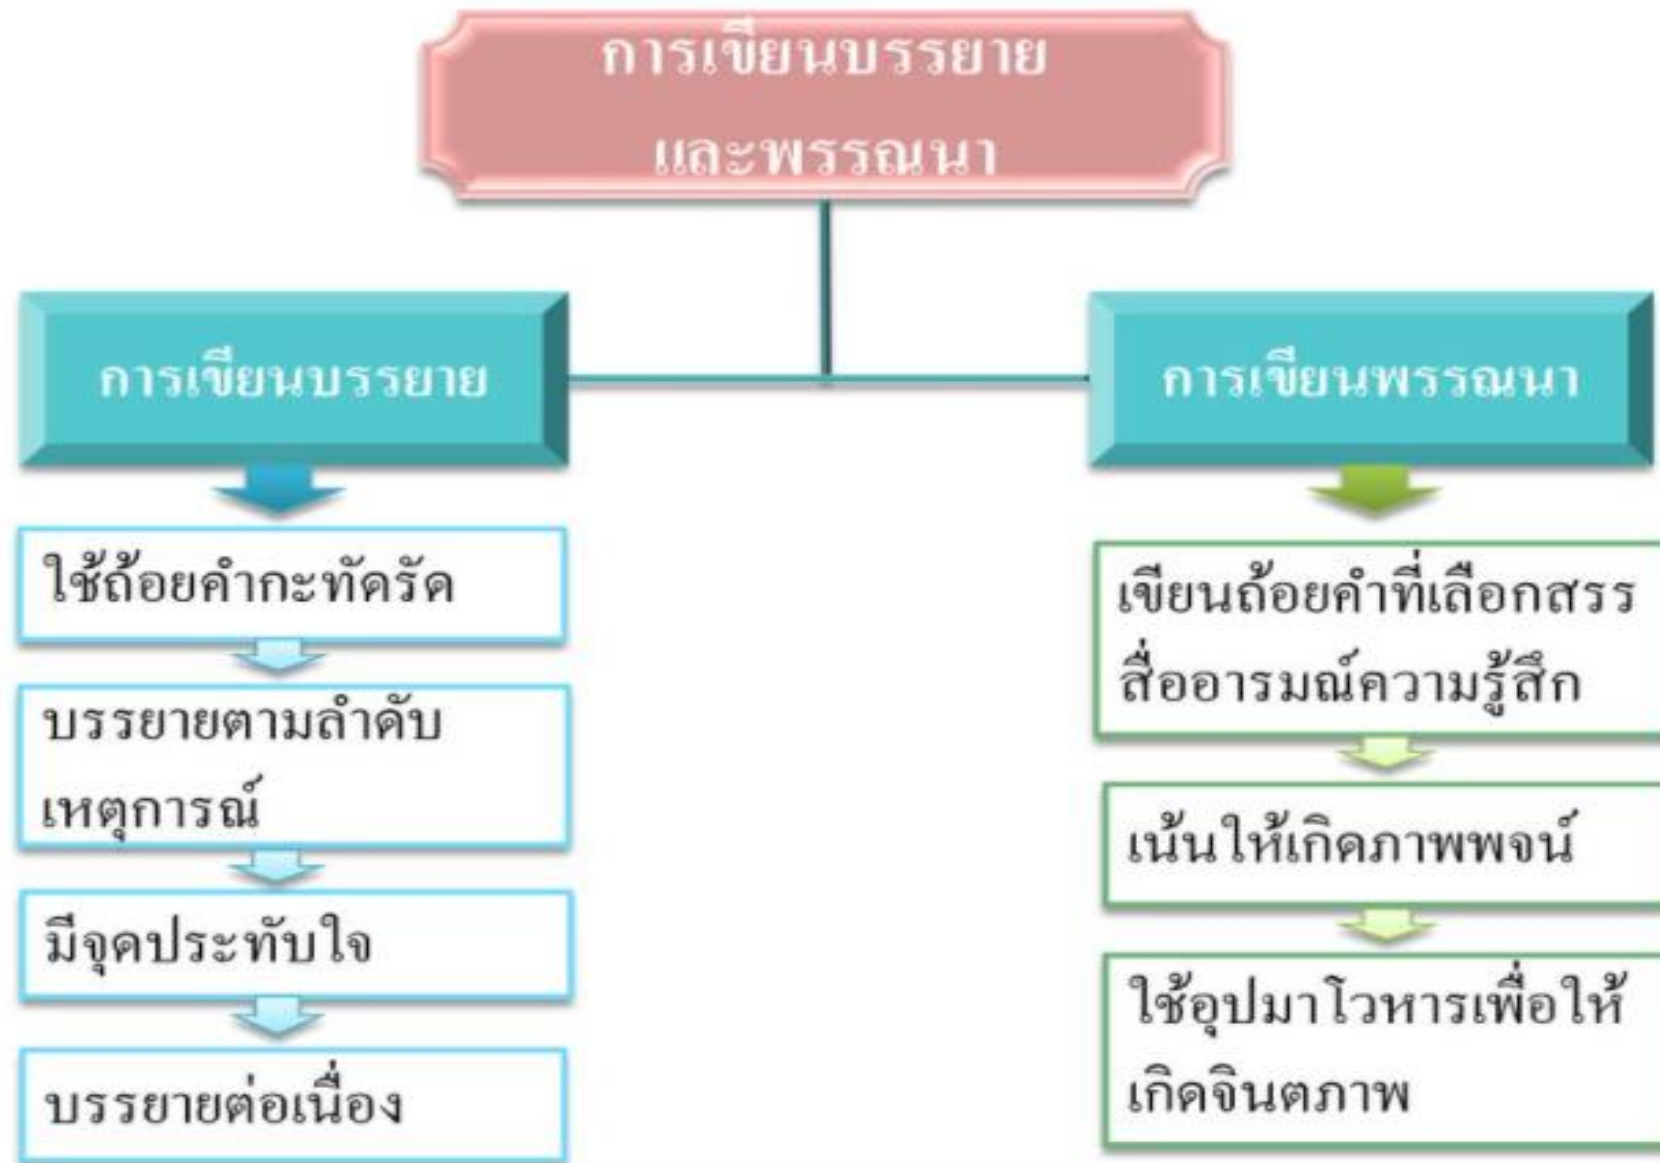 การเขียนบรรยาย
และพรรณนา
การเขียนบรรยาย
ใช้ถ้อยคำกะทัดรัด
บรรยายตามลำดับ
เหตุการณ์
มีจุดประทับใจ
บรรยายต่อเนื่อง
การเขียนพรรณนา
เขียนถ้อยคำที่เลือกสรร
สื่ออารมณ์ความรู้สึก
เน้นให้เกิดภาพพจน์
ใช้อุปมาโวหารเพื่อให้
เกิดจินตภาพ